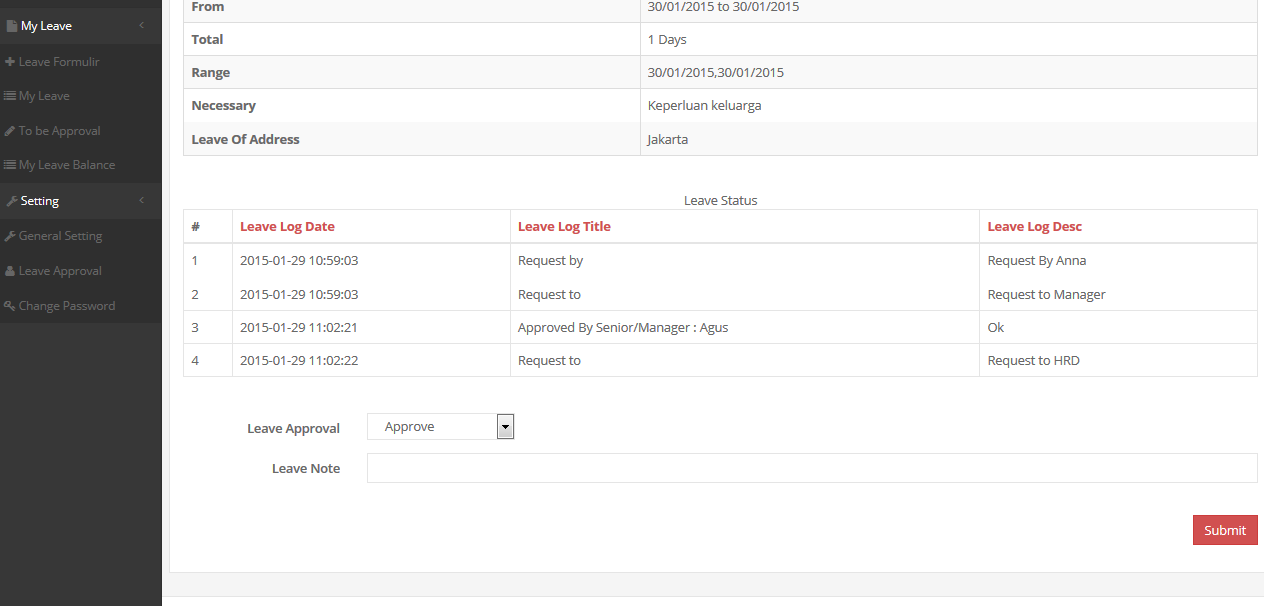 My Leave
Leave Formulir
My Leave
To be Approval
My Leave Balance
Setting
General Setting
Leave Approval
Change Password
From 30/01/2015 to 30/01/2015
Total 1 Days
Range 30/01/2015,30/01/2015
Necessary Keperluan keluarga
Leave Of Address Jakarta
Leave Status
# Leave Log Date Leave Log Title Leave Log Desc
1 2015-01-29 10:59:03 Request by Request By Anna
2 2015-01-29 10:59:03 Request to Request to Manager
3 2015-01-29 11:02:21 Approved By Senior/Manager : Agus Ok
4 2015-01-29 11:02:22 Request to Request to HRD
Leave Approval Approve
Leave Note
Submit